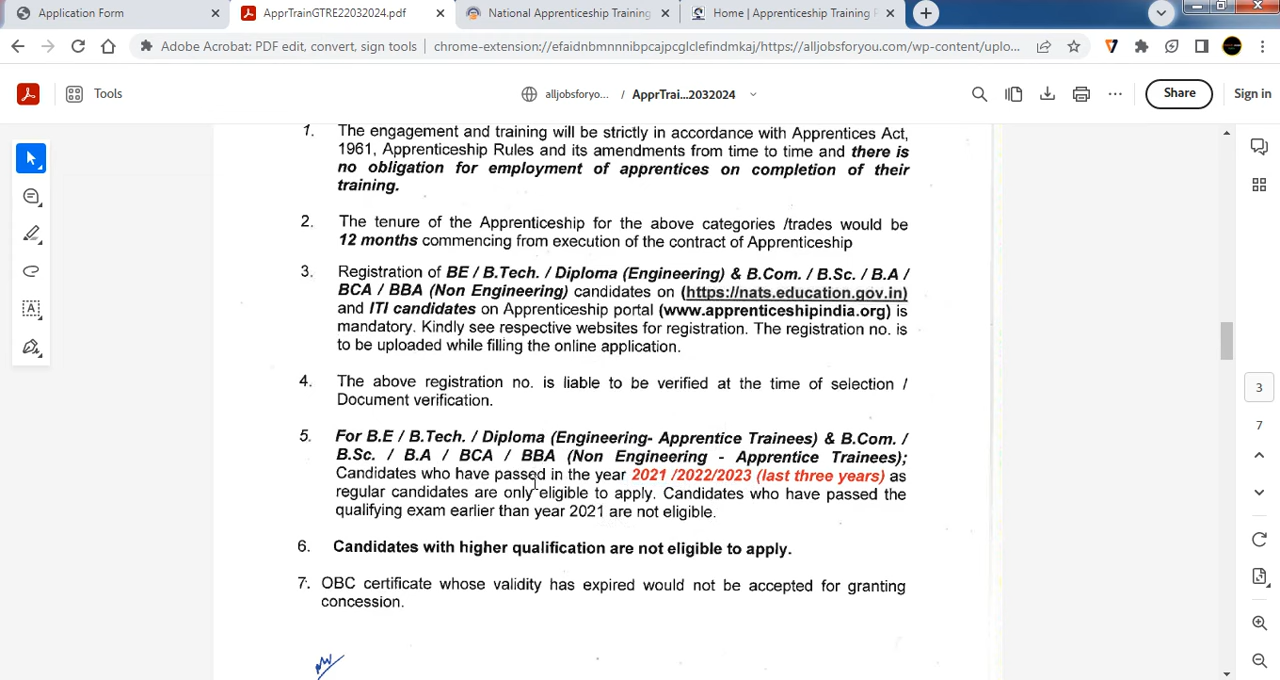 Application Form
ApprTrainGTRE22032024.pdf
National Apprenticeship Training
Home | Apprenticeship Training P
Adobe Acrobat: PDF edit, convert, sign tools
chrome-extension://efaidnbmnnnibpcajpcglclefindmkaj/https://alljobsforyou.com/wp-content/uplo...
Tools
alljobsforyo... / ApprTrai...2032024
Share
Sign in
1. The engagement and training will be strictly in accordance with Apprentices Act,
1961, Apprenticeship Rules and its amendments from time to time and there is
no obligation for employment of apprentices on completion of their
training.
2. The tenure of the Apprenticeship for the above categories /trades would be
12 months commencing from execution of the contract of Apprenticeship
3. Registration of BE / B.Tech. / Diploma (Engineering) & B.Com. / B.Sc. / B.A /
BCA / BBA (Non Engineering) candidates on (https://nats.education.gov.in)
and ITI candidates on Apprenticeship portal (www.apprenticeshipindia.org) is
mandatory. Kindly see respective websites for registration. The registration no. is
to be uploaded while filling the online application.
4. The above registration no. is liable to be verified at the time of selection /
Document verification.
5. For B.E / B.Tech. / Diploma (Engineering- Apprentice Trainees) & B.Com. /
B.Sc. / B.A / BCA / BBA (Non Engineering - Apprentice Trainees);
Candidates who have passed in the year 2021 /2022/2023 (last three years) as
regular candidates are only eligible to apply. Candidates who have passed the
qualifying exam earlier than year 2021 are not eligible.
6. Candidates with higher qualification are not eligible to apply.
7. OBC certificate whose validity has expired would not be accepted for granting
concession.
3
7